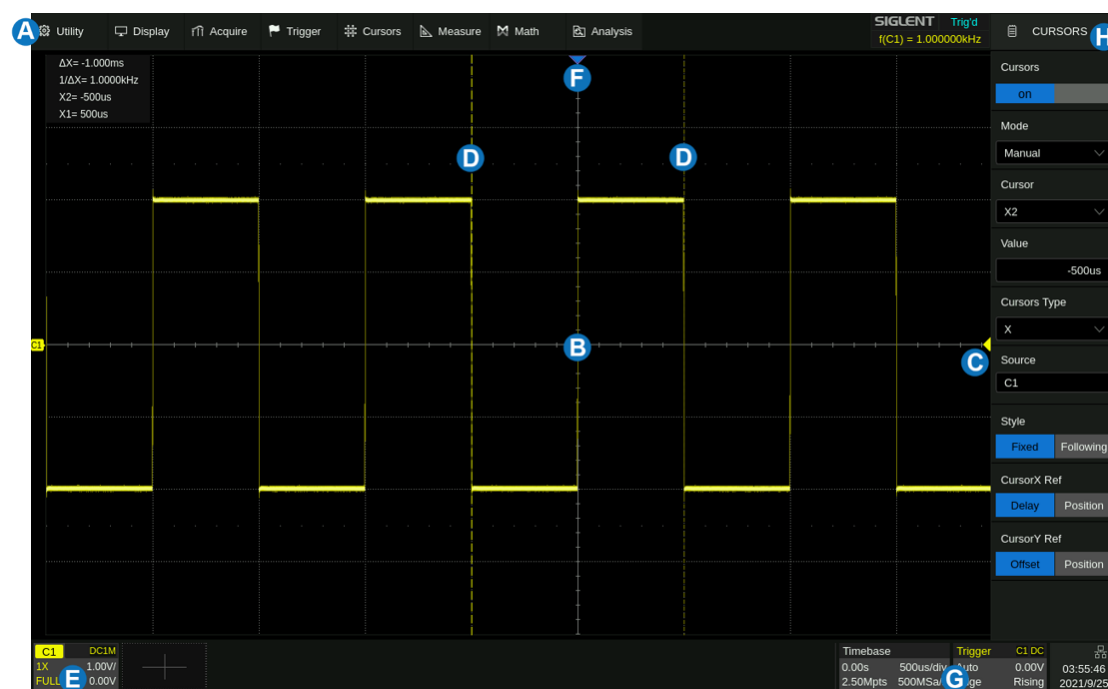 A Utility Display Acquire Trigger Cursors Measure Math Analysis
SIGLENT Trig'd
f(C1) = 1.000000kHz
CURSORS H
ΔX= -1.000ms
1/ΔX= 1.0000kHz
X2= -500us
X1= 500us
F
D D
B
C1
C
Cursors
on
Mode
Manual
Cursor
X2
Value
-500us
Cursors Type
X
Source
C1
Style
Fixed Following
CursorX Ref
Delay Position
CursorY Ref
Offset Position
C1 DC1M
1X 1.00V/
FULL E 0.00V
Timebase
0.00s 500us/div
2.50Mpts 500MSa/
G
Trigger C1 DC
Auto 0.00V
Rising
03:55:46
2021/9/25